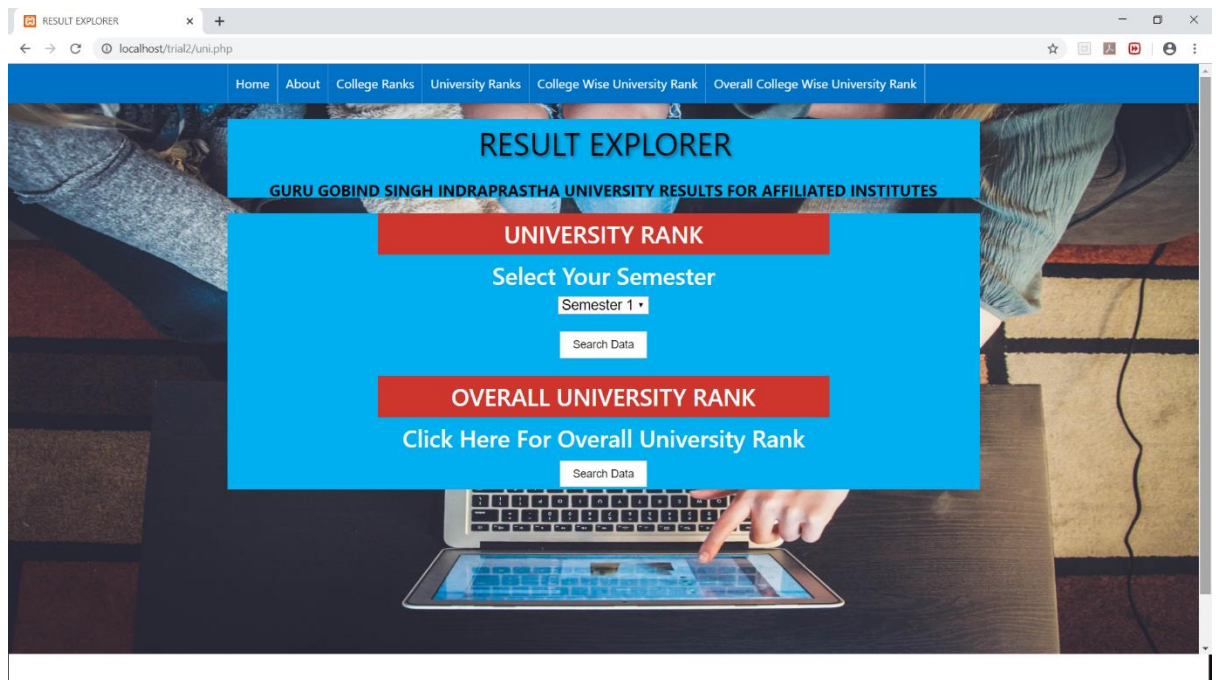 RESULT EXPLORER
localhost/trial2/uni.php
Home About College Ranks University Ranks College Wise University Rank Overall College Wise University Rank
RESULT EXPLORER
GURU GOBIND SINGH INDRAPRASTHA UNIVERSITY RESULTS FOR AFFILIATED INSTITUTES
UNIVERSITY RANK
Select Your Semester
Semester 1
Search Data
OVERALL UNIVERSITY RANK
Click Here For Overall University Rank
Search Data